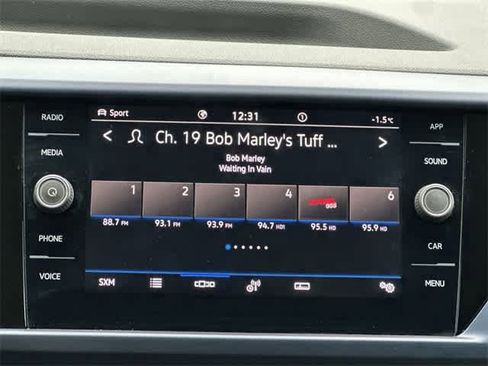 RADIO
MEDIA
PHONE
VOICE
Sport 12:31 -1.5°C
< Ch. 19 Bob Marley's Tuff ... >
Bob Marley
Waiting In Vain
1 2 3 4 6
88.7 FM 93.1 FM 93.9 FM 94.7 HD1 95.5 HD 95.9 HD
SXM
APP
SOUND
CAR
MENU